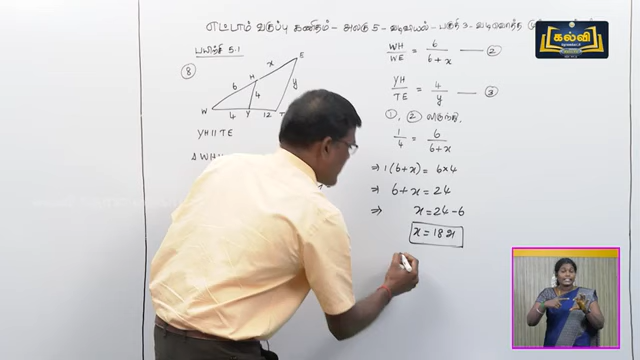 எட்டாம் வகுப்பு கணிதம் - அலகு 5 - வடிவியல் - பகுதி 3 - வடிவொத்த
பயிற்சி 5.1
8
E
x
H
6
4
y
W
4
Y
12
T
YH || TE
Δ WH
WH/WE = 6/(6+x) —— 2
YH/TE = 4/y —— 3
1, 2 லிருந்து,
1/4 = 6/(6+x)
⇒ 1(6+x) = 6×4
⇒ 6+x = 24
⇒ x = 24-6
x = 18
கல்வி